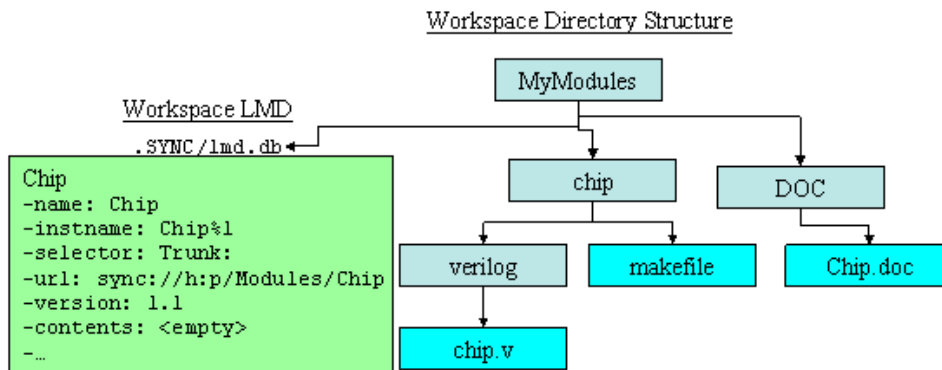 Workspace Directory Structure
MyModules
Workspace LMD
.SYNC/lmd.db
Chip
-name: Chip
-instname: Chip%1
-selector: Trunk:
-url: sync://h:p/Modules/Chip
-version: 1.1
-contents: <empty>
-…
chip
DOC
verilog
makefile
Chip.doc
chip.v